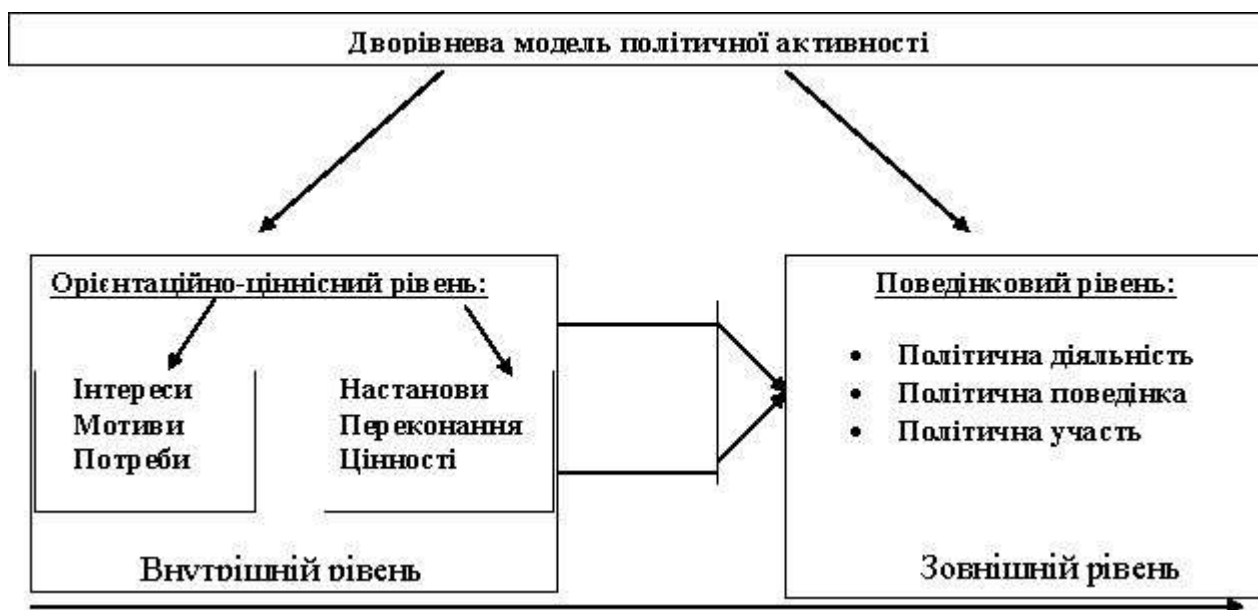 Дворівнева модель політичної активності
Орієнтаційно-ціннісний рівень:
Інтереси
Мотиви
Потреби
Настанови
Переконання
Цінності
Внутрішній рівень
Поведінковий рівень:
• Політична діяльність
• Політична поведінка
• Політична участь
Зовнішній рівень